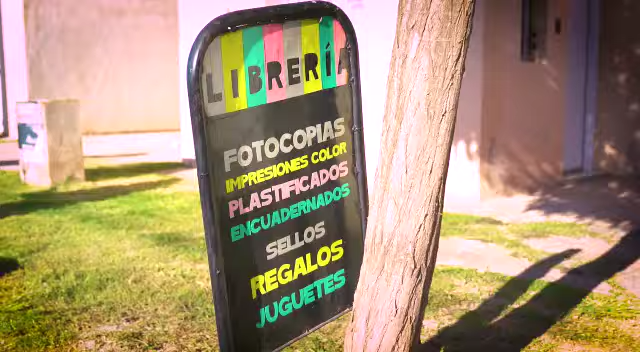 LIBRERÍA
FOTOCOPIAS
IMPRESIONES COLOR
PLASTIFICADOS
ENCUADERNADOS
SELLOS
REGALOS
JUGUETES